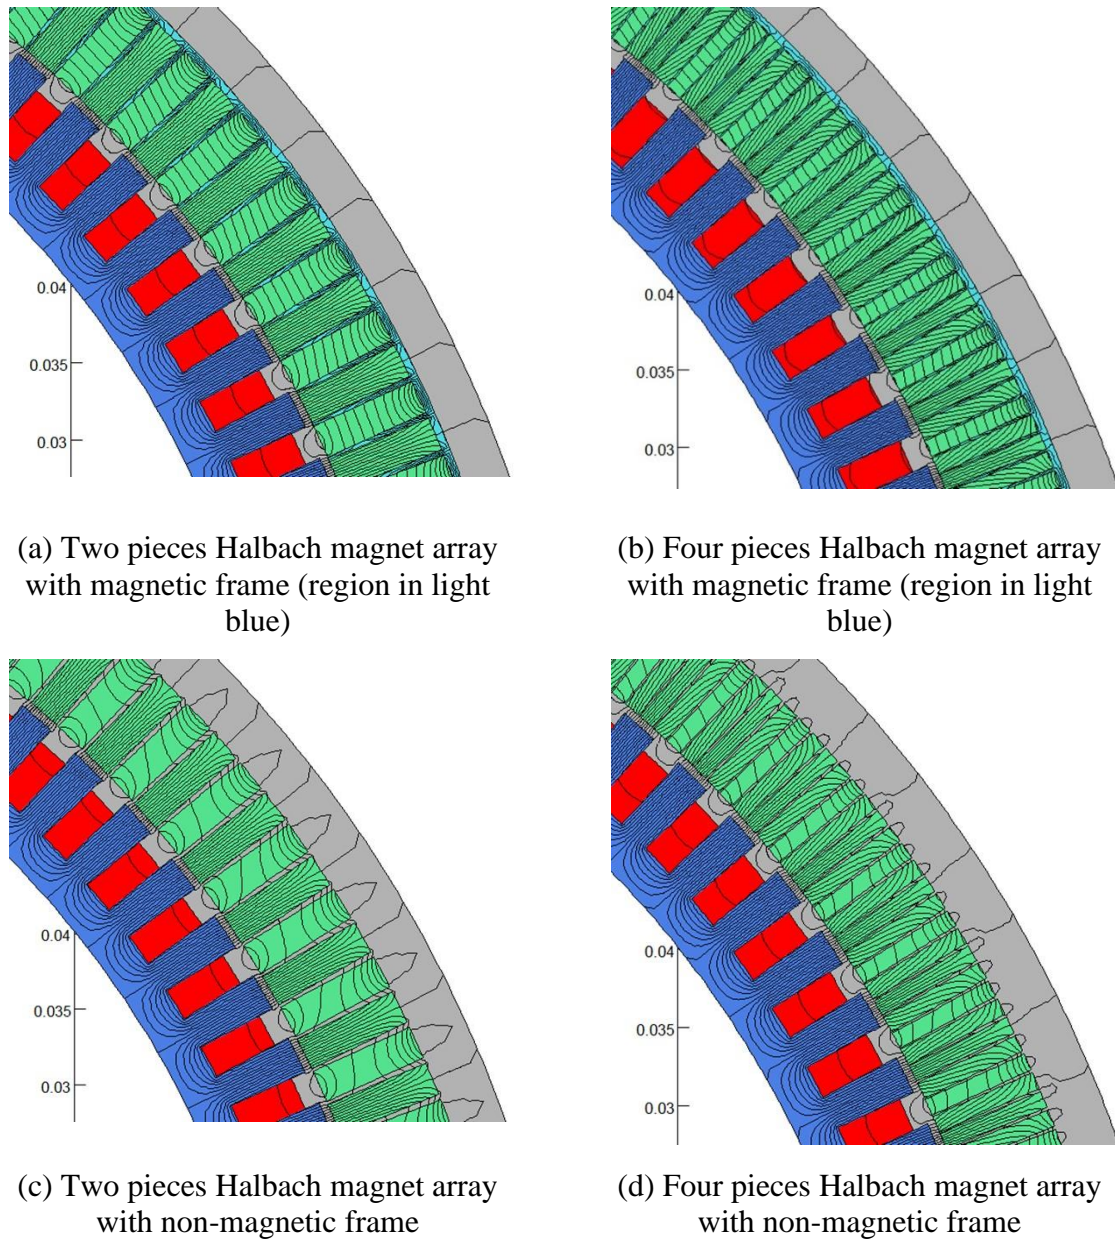 0.04
0.035
0.03
0.04
0.035
0.03
(a) Two pieces Halbach magnet array
with magnetic frame (region in light
blue)
(b) Four pieces Halbach magnet array
with magnetic frame (region in light
blue)
0.04
0.035
0.03
0.04
0.035
0.03
(c) Two pieces Halbach magnet array
with non-magnetic frame
(d) Four pieces Halbach magnet array
with non-magnetic frame